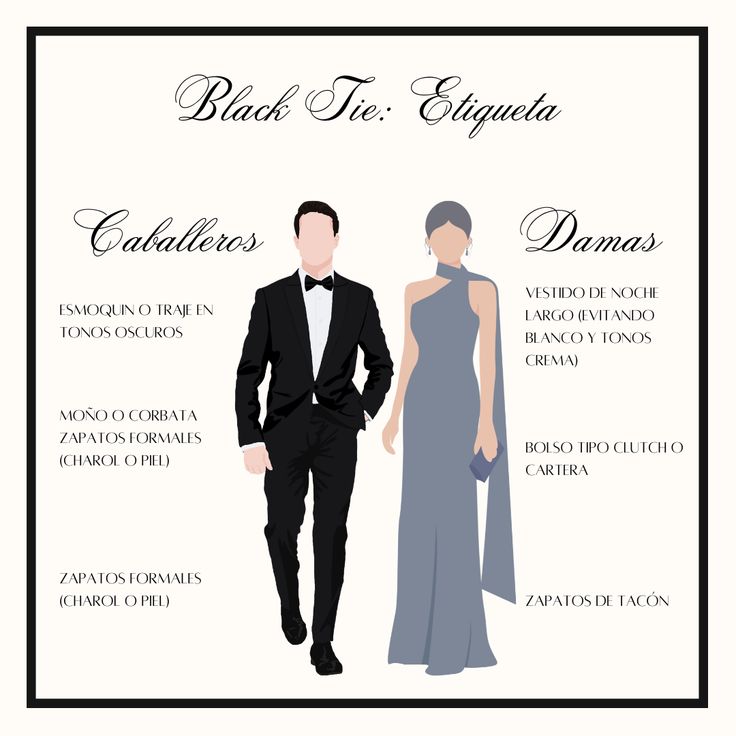 Black Tie: Etiqueta
Caballeros
ESMOQUIN O TRAJE EN
TONOS OSCUROS
MOÑO O CORBATA
ZAPATOS FORMALES
(CHAROL O PIEL)
ZAPATOS FORMALES
(CHAROL O PIEL)
Damas
VESTIDO DE NOCHE
LARGO (EVITANDO
BLANCO Y TONOS
CREMA)
BOLSO TIPO CLUTCH O
CARTERA
ZAPATOS DE TACÓN